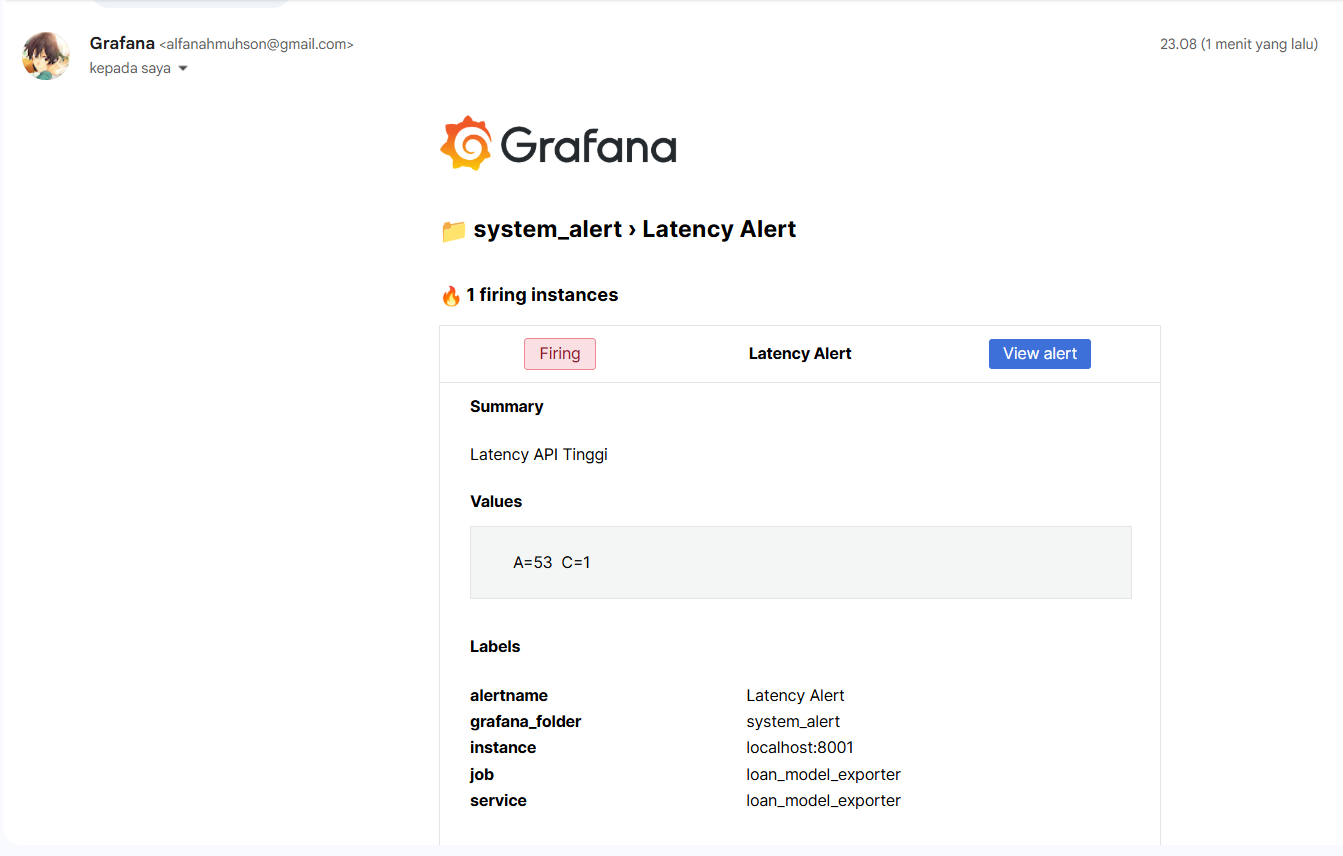 Grafana <alfanahmuhson@gmail.com>
23.08 (1 menit yang lalu)
kepada saya
Grafana
📁 system_alert › Latency Alert
🔥 1 firing instances
Firing
Latency Alert
View alert
Summary
Latency API Tinggi
Values
A=53 C=1
Labels
alertname Latency Alert
grafana_folder system_alert
instance localhost:8001
job loan_model_exporter
service loan_model_exporter